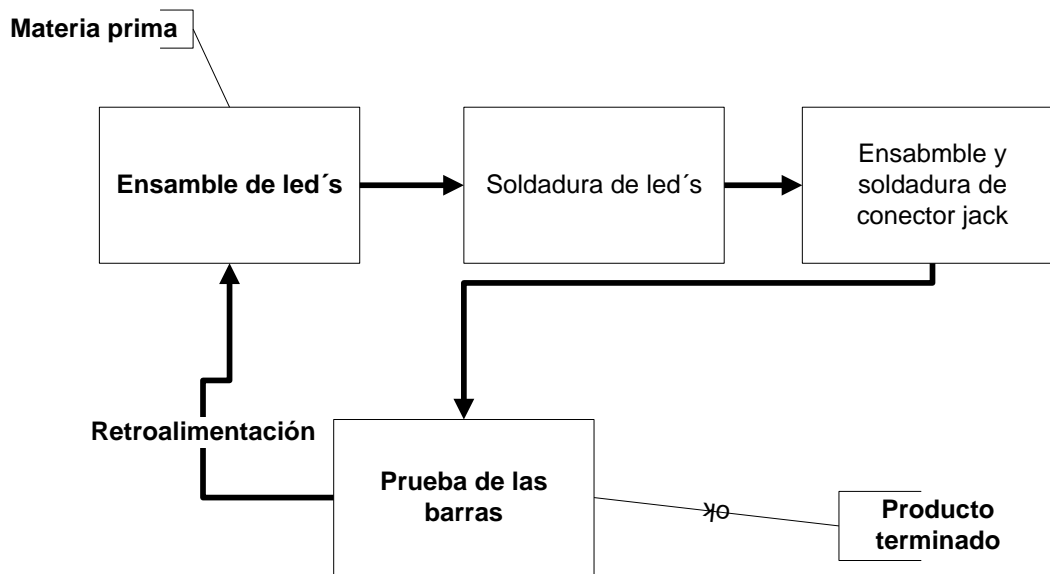 Materia prima
Ensamble de led´s
Soldadura de led´s
Ensabmble y
soldadura de
conector jack
Retroalimentación
Prueba de las
barras
ok
Producto
terminado